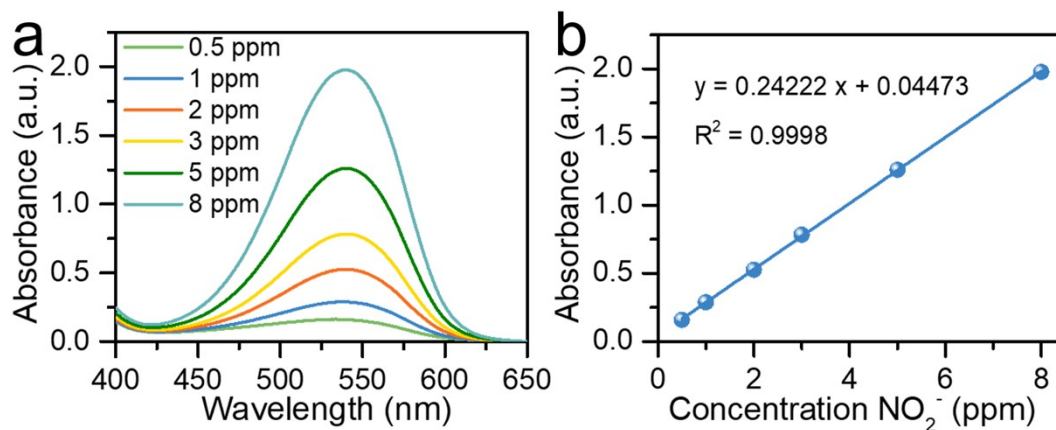 a
0.5 ppm
1 ppm
2 ppm
3 ppm
5 ppm
8 ppm
Absorbance (a.u.)
2.0
1.5
1.0
0.5
0.0
400 450 500 550 600 650
Wavelength (nm)
b
y = 0.24222 x + 0.04473
R² = 0.9998
Absorbance (a.u.)
2.0
1.5
1.0
0.5
0.0
0 2 4 6 8
Concentration NO₂⁻ (ppm)